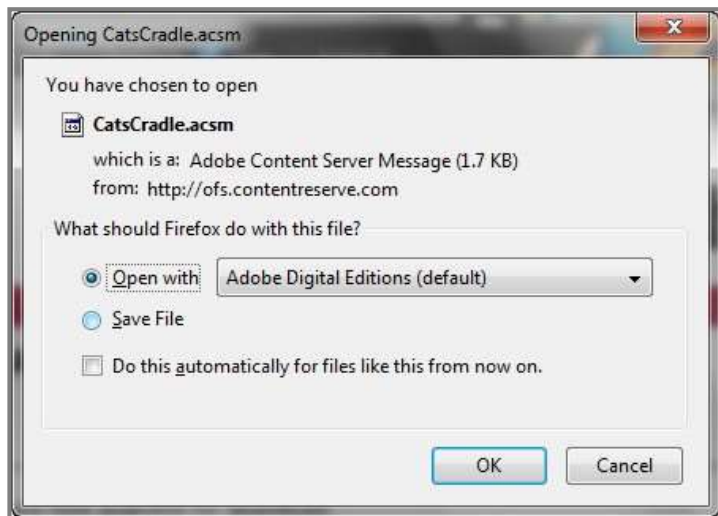 Opening CatsCradle.acsm
You have chosen to open
CatsCradle.acsm
which is a: Adobe Content Server Message (1.7 KB)
from: http://ofs.contentreserve.com
What should Firefox do with this file?
Open with Adobe Digital Editions (default)
Save File
Do this automatically for files like this from now on.
OK Cancel